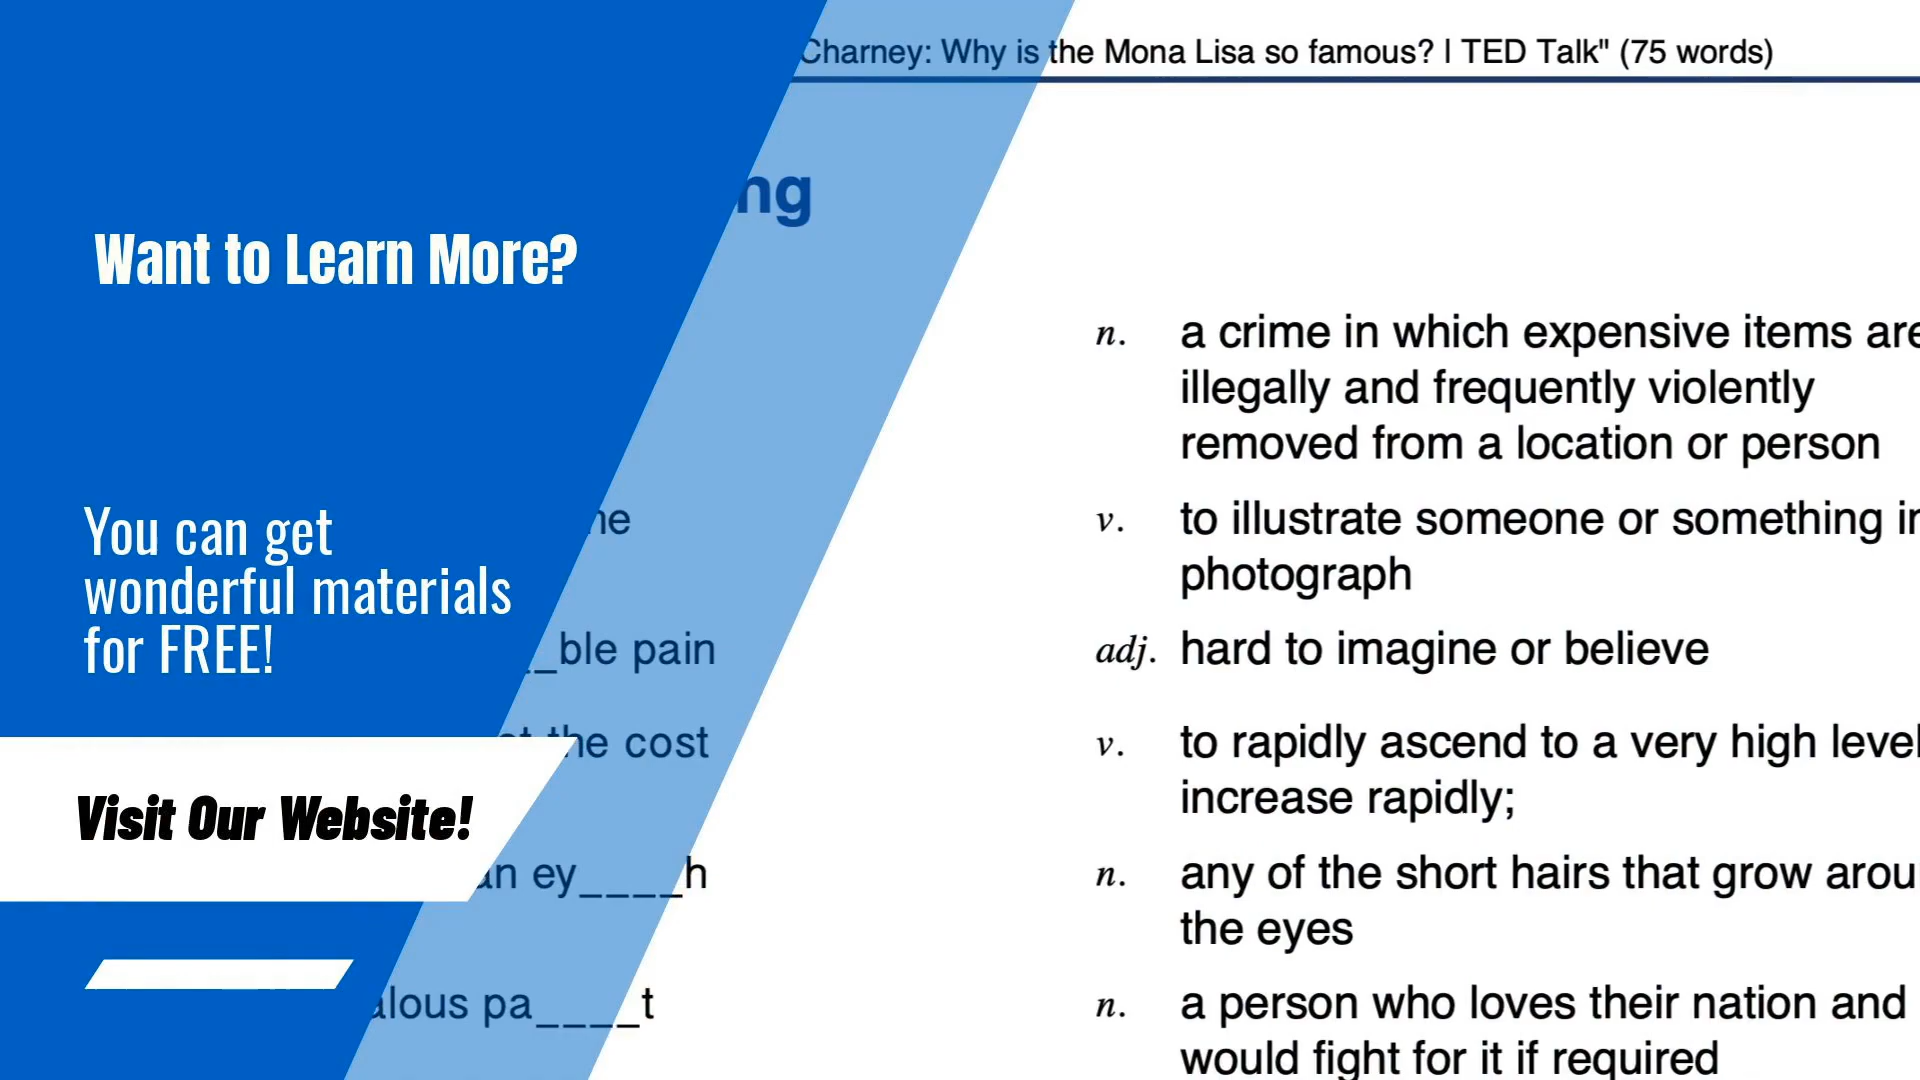 Charney: Why is the Mona Lisa so famous? | TED Talk" (75 words)
ng
Want to Learn More?
You can get
wonderful materials
for FREE!
Visit Our Website!
n. a crime in which expensive items are
illegally and frequently violently
removed from a location or person
v. to illustrate someone or something in
photograph
_ble pain adj. hard to imagine or believe
the cost v. to rapidly ascend to a very high level
increase rapidly;
an ey____h n. any of the short hairs that grow arou
the eyes
alous pa____t n. a person who loves their nation and
would fight for it if required